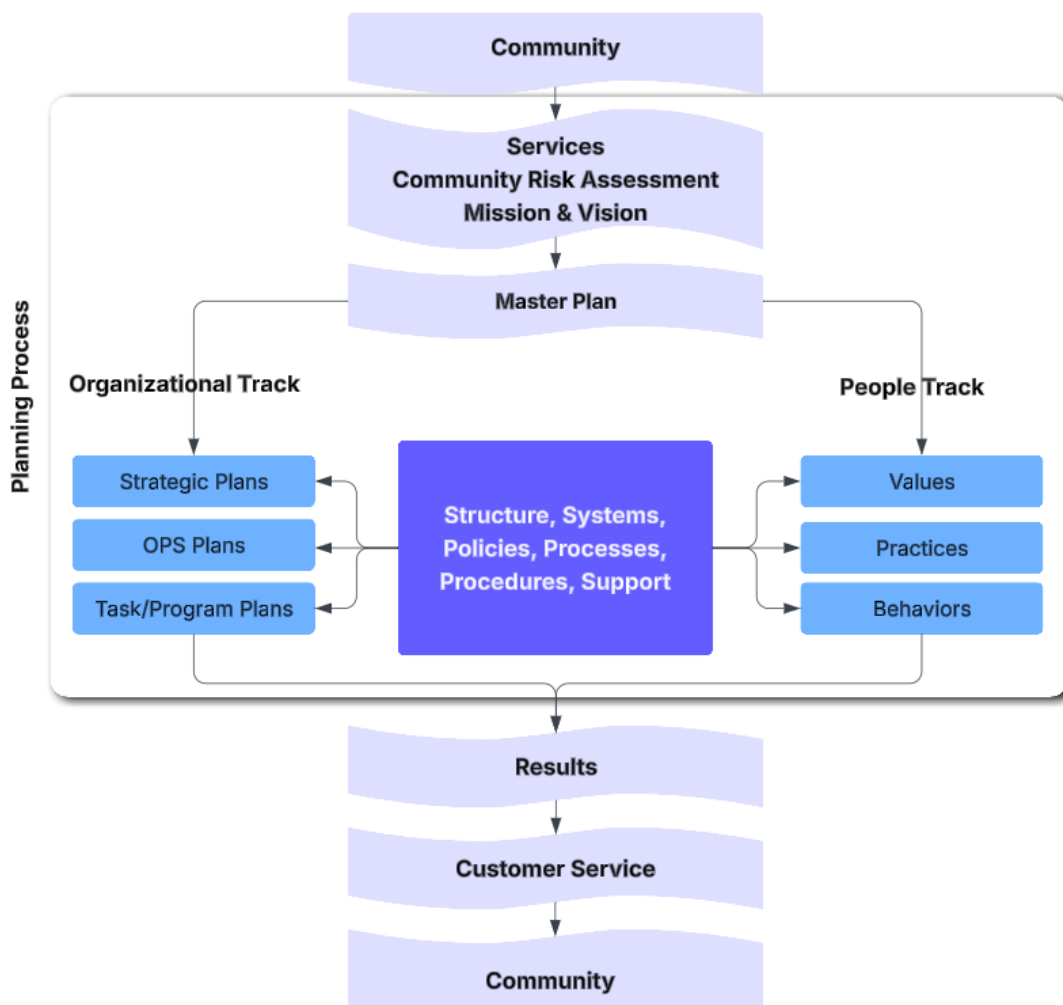 Community
Services
Community Risk Assessment
Mission & Vision
Master Plan
Planning Process
Organizational Track
People Track
Strategic Plans
OPS Plans
Task/Program Plans
Structure, Systems,
Policies, Processes,
Procedures, Support
Values
Practices
Behaviors
Results
Customer Service
Community